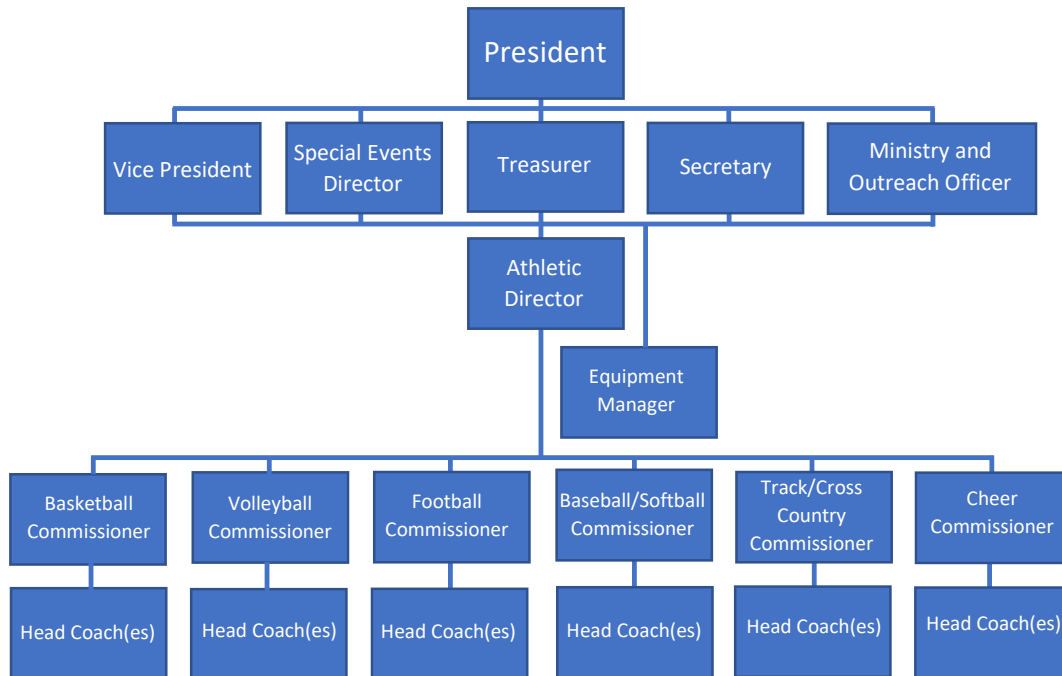 President
Vice President
Special Events
Director
Treasurer
Secretary
Ministry and
Outreach Officer
Athletic
Director
Equipment
Manager
Basketball
Commissioner
Volleyball
Commissioner
Football
Commissioner
Baseball/Softball
Commissioner
Track/Cross
Country
Commissioner
Cheer
Commissioner
Head Coach(es)
Head Coach(es)
Head Coach(es)
Head Coach(es)
Head Coach(es)
Head Coach(es)